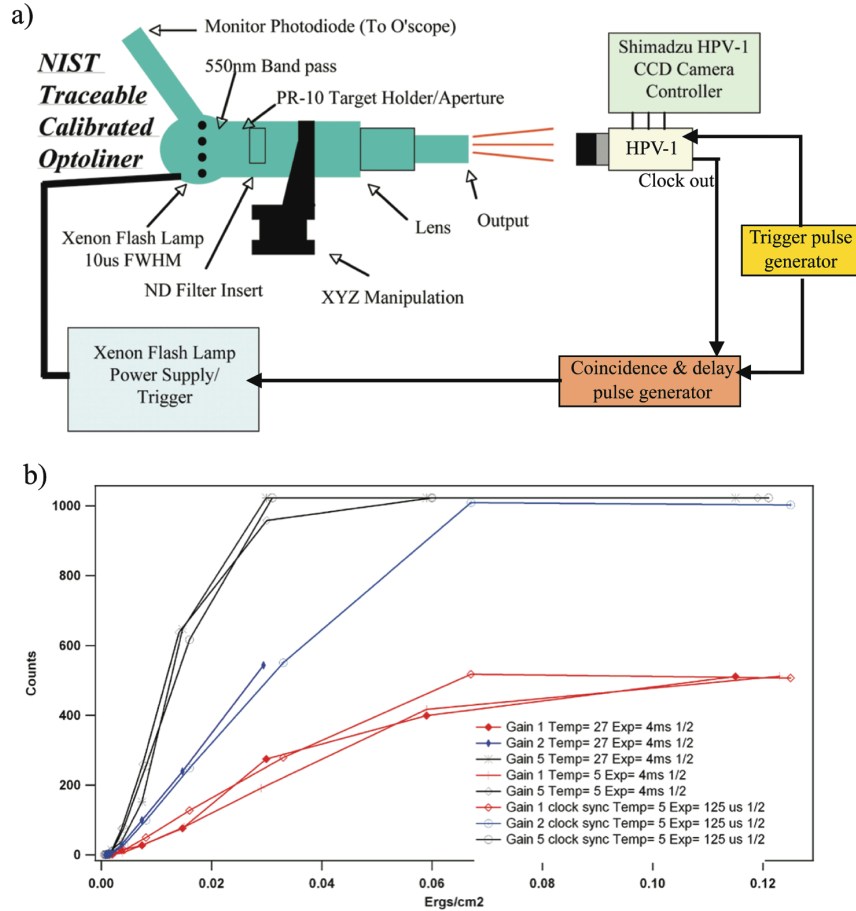 a)
Monitor Photodiode (To O'scope)
NIST
Traceable
Calibrated
Optoliner
550nm Band pass
PR-10 Target Holder/Aperture
Shimadzu HPV-1
CCD Camera
Controller
HPV-1
Clock out
Output
Lens
Xenon Flash Lamp
10us FWHM
ND Filter Insert
XYZ Manipulation
Trigger pulse
generator
Xenon Flash Lamp
Power Supply/
Trigger
Coincidence & delay
pulse generator
b)
1000
800
600
400
200
0
Counts
Gain 1 Temp= 27 Exp= 4ms 1/2
Gain 2 Temp= 27 Exp= 4ms 1/2
Gain 5 Temp= 27 Exp= 4ms 1/2
Gain 1 Temp= 5 Exp= 4ms 1/2
Gain 5 Temp= 5 Exp= 4ms 1/2
Gain 1 clock sync Temp= 5 Exp= 125 us 1/2
Gain 2 clock sync Temp= 5 Exp= 125 us 1/2
Gain 5 clock sync Temp= 5 Exp= 125 us 1/2
0.00 0.02 0.04 0.06 0.08 0.10 0.12
Ergs/cm2